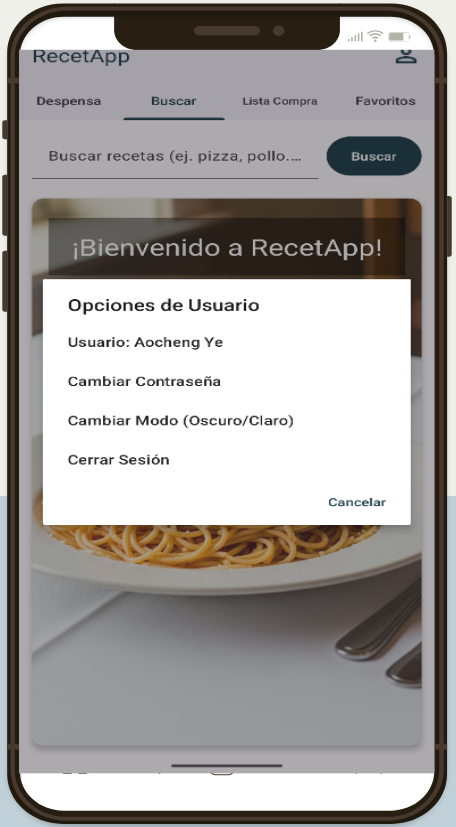 RecetApp
Despensa
Buscar
Lista Compra
Favoritos
Buscar recetas (ej. pizza, pollo....
Buscar
¡Bienvenido a RecetApp!
Opciones de Usuario
Usuario: Aocheng Ye
Cambiar Contraseña
Cambiar Modo (Oscuro/Claro)
Cerrar Sesión
Cancelar